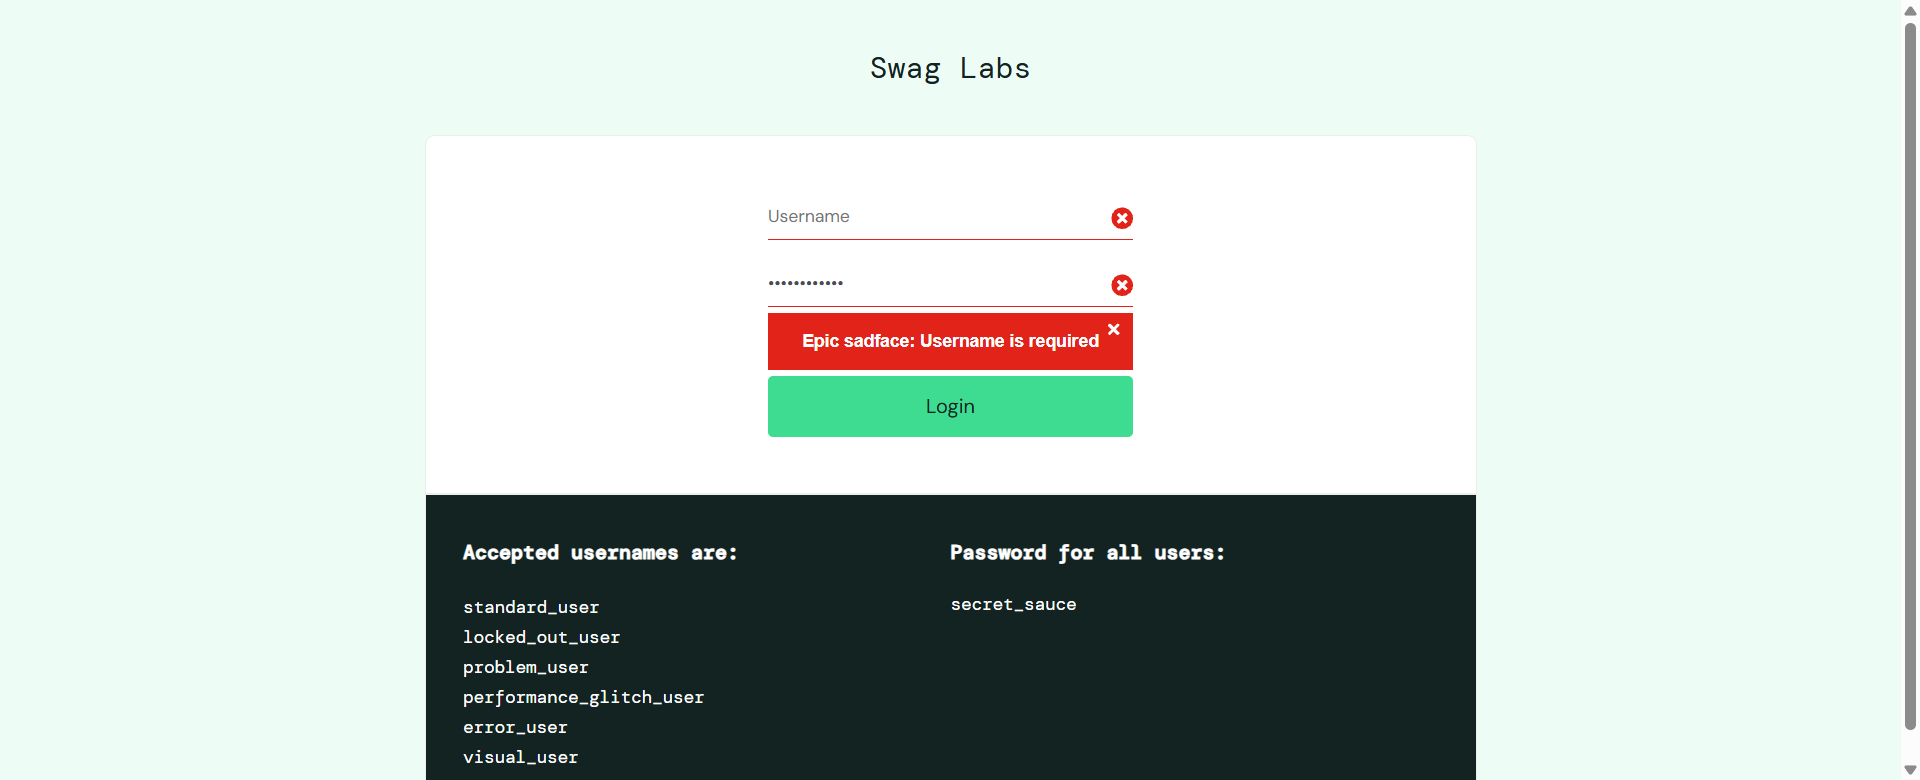 Swag Labs
Username
••••••••••••
Epic sadface: Username is required
Login
Accepted usernames are:
standard_user
locked_out_user
problem_user
performance_glitch_user
error_user
visual_user
Password for all users:
secret_sauce